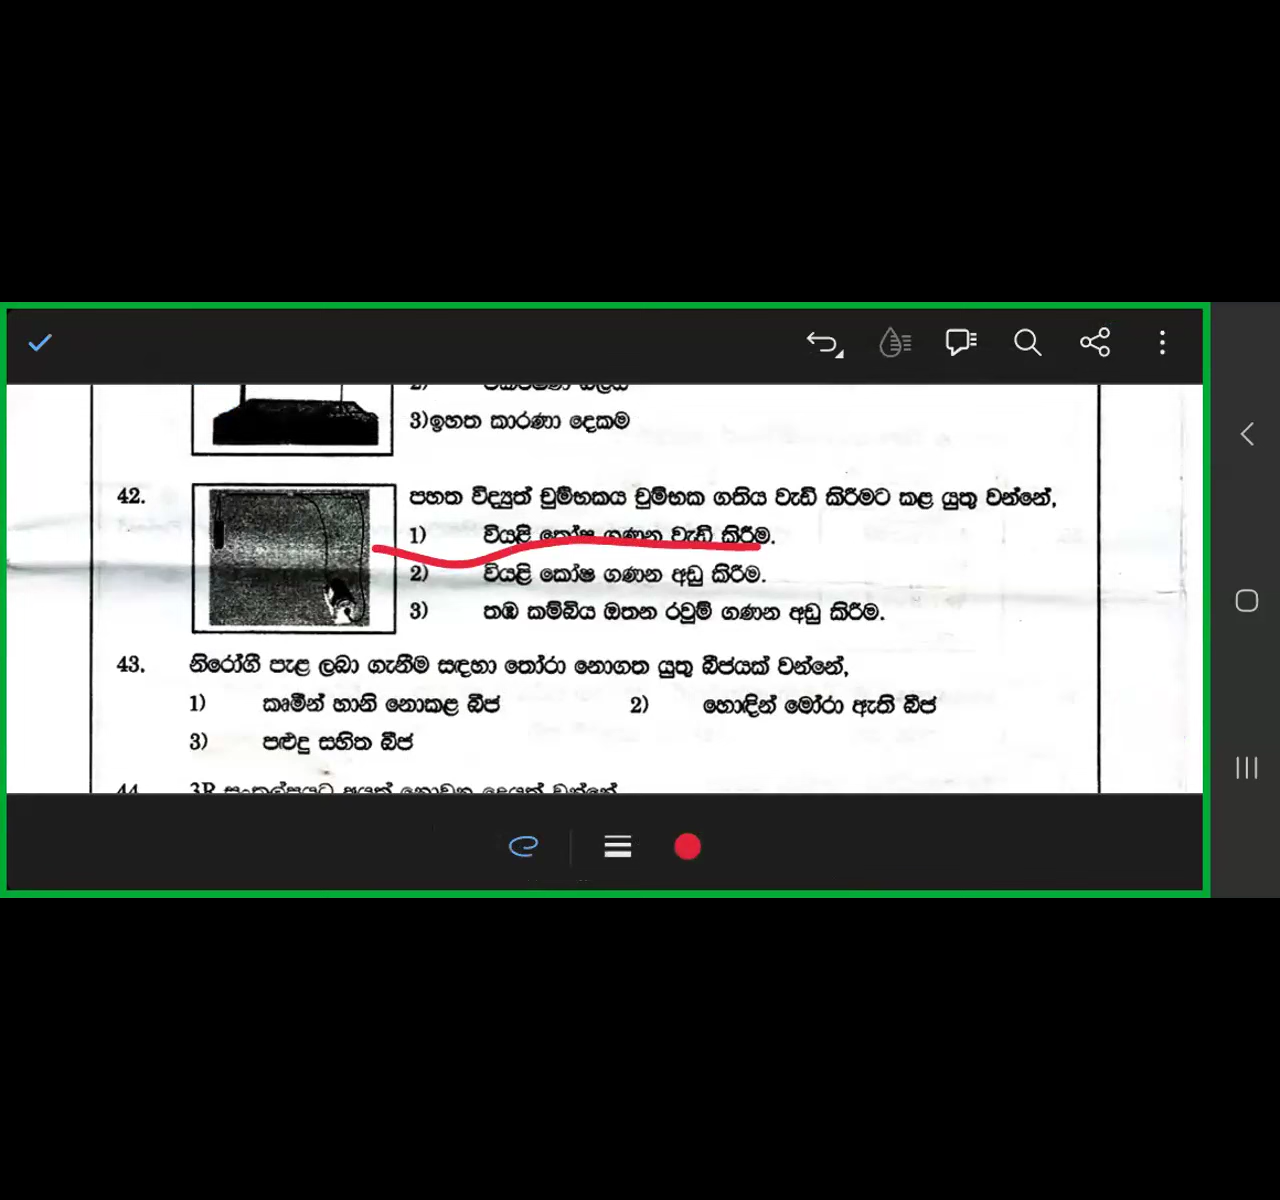 3)ඉහත කාරණා දෙකම
42. පහත විද්‍යුත් චුම්භකය චුම්භක ගතිය වැඩි කිරීමට කළ යුතු වන්නේ,
1) වියළි කෝෂ ගණන වැඩි කිරීම.
2) වියළි කෝෂ ගණන අඩු කිරීම.
3) තඹ කම්බිය ඔතන රවුම් ගණන අඩු කිරීම.
43. නිරෝගී පැළ ලබා ගැනීම සඳහා තෝරා නොගත යුතු බීජයක් වන්නේ,
1) කෘමීන් හානි නොකළ බීජ 2) හොඳින් මෝරා ඇති බීජ
3) පළුදු සහිත බීජ